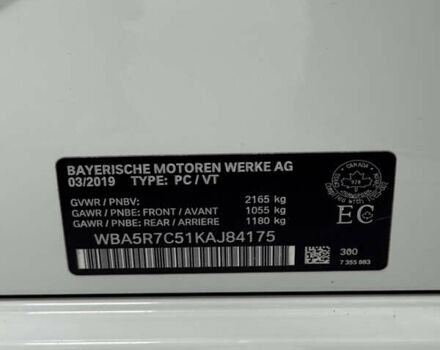 BAYERISCHE MOTOREN WERKE AG
03/2019 TYPE: PC/VT
GVWR / PNBV: 2165 kg
GAWR / PNBE: FRONT / AVANT 1055 kg
GAWR / PNBE: REAR / ARRIERE 1180 kg
WBA5R7C51KAJ84175
CANADA
EC
300
7 355 883